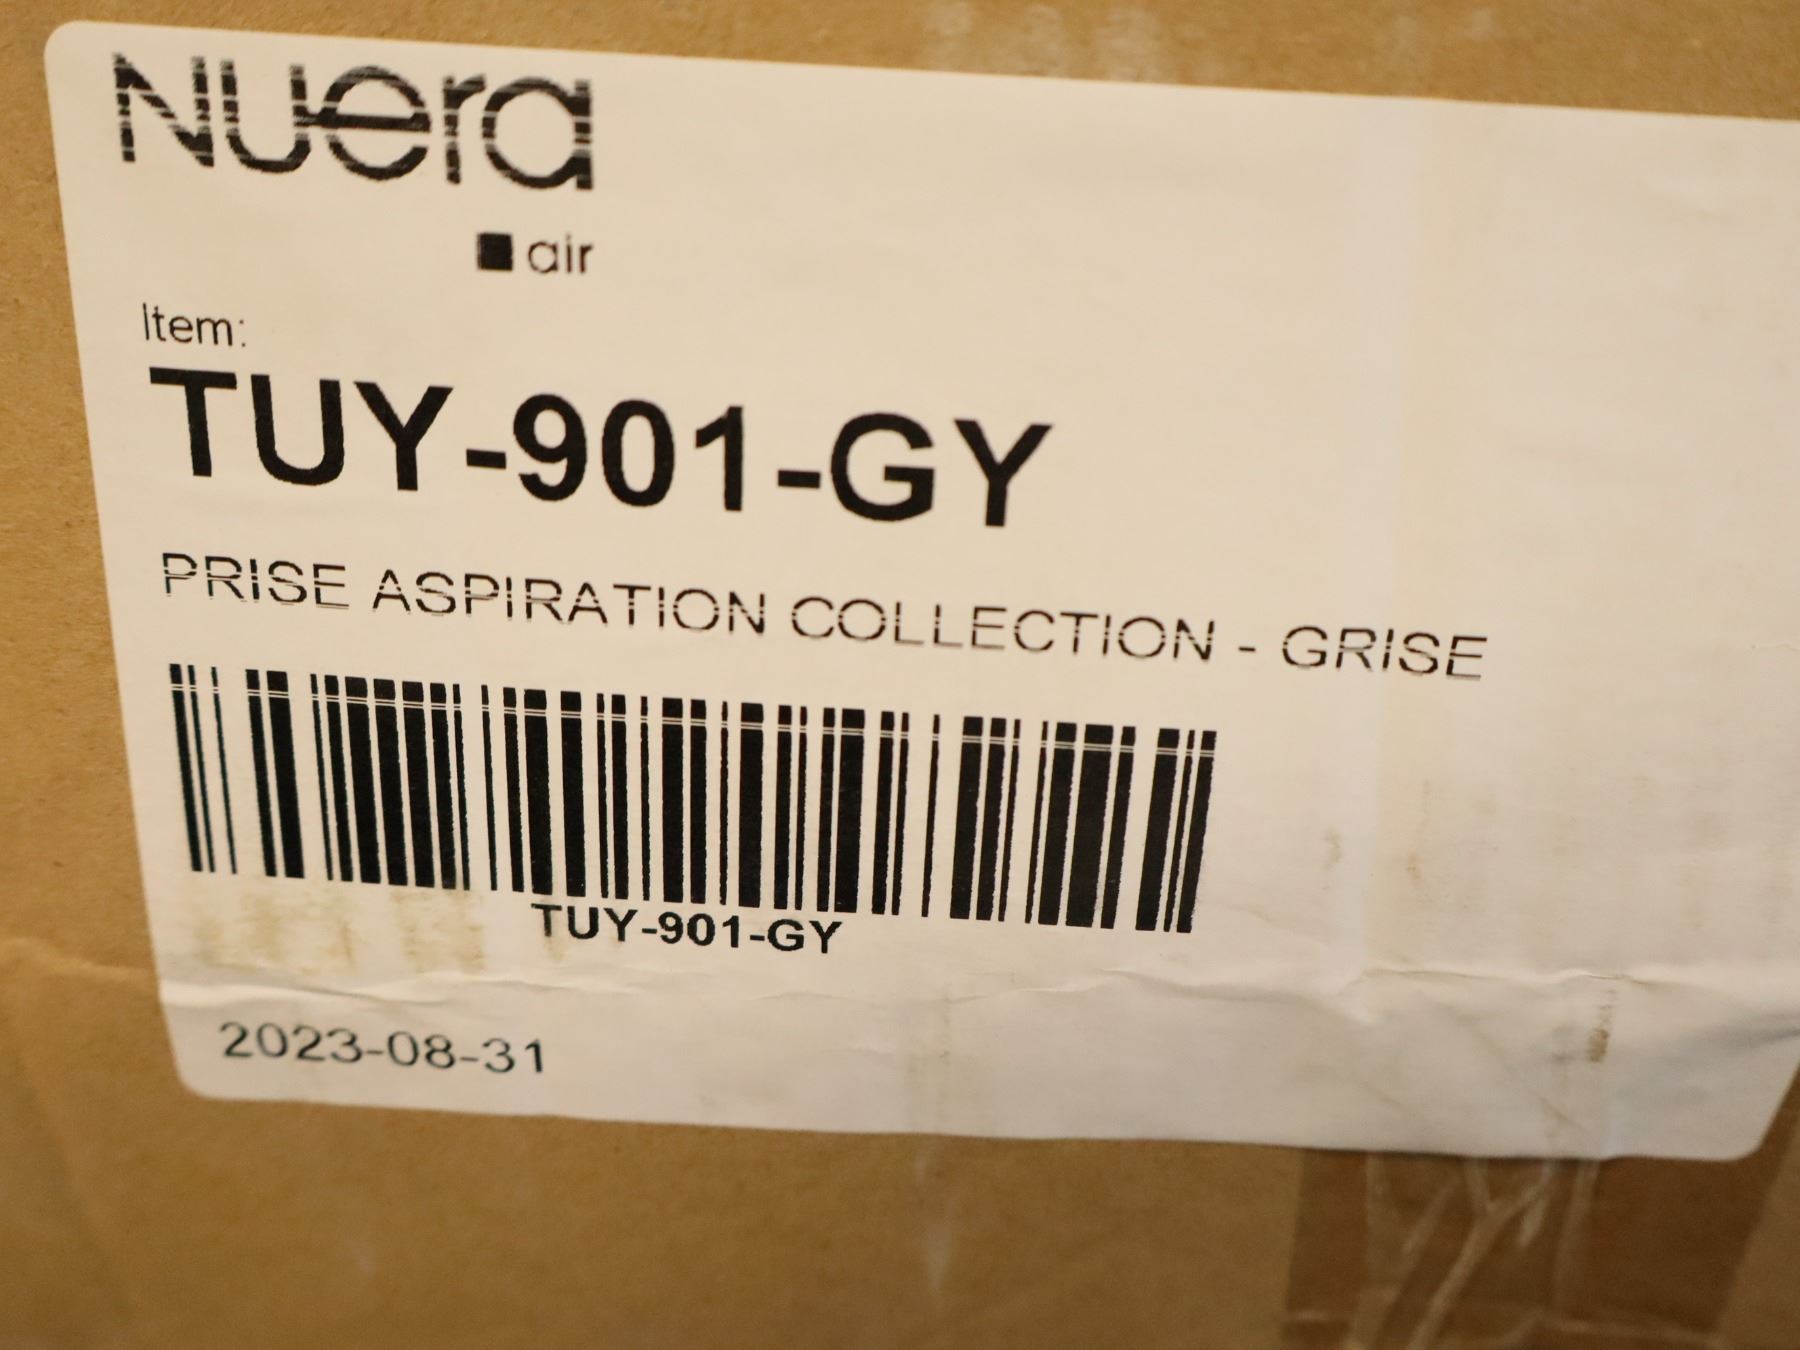 Nuera
air
Item:
TUY-901-GY
PRISE ASPIRATION COLLECTION - GRISE
TUY-901-GY
2023-08-31